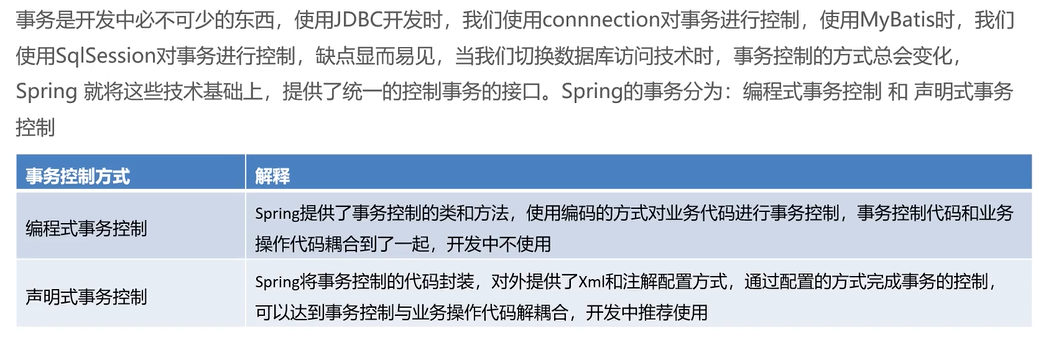 事务是开发中必不可少的东西，使用JDBC开发时，我们使用connnection对事务进行控制，使用MyBatis时，我们
使用SqlSession对事务进行控制，缺点显而易见，当我们切换数据库访问技术时，事务控制的方式总会变化，
Spring 就将这些技术基础上，提供了统一的控制事务的接口。Spring的事务分为：编程式事务控制 和 声明式事务
控制
事务控制方式 解释
编程式事务控制
Spring提供了事务控制的类和方法，使用编码的方式对业务代码进行事务控制，事务控制代码和业务
操作代码耦合到了一起，开发中不使用
声明式事务控制
Spring将事务控制的代码封装，对外提供了Xml和注解配置方式，通过配置的方式完成事务的控制，
可以达到事务控制与业务操作代码解耦合，开发中推荐使用